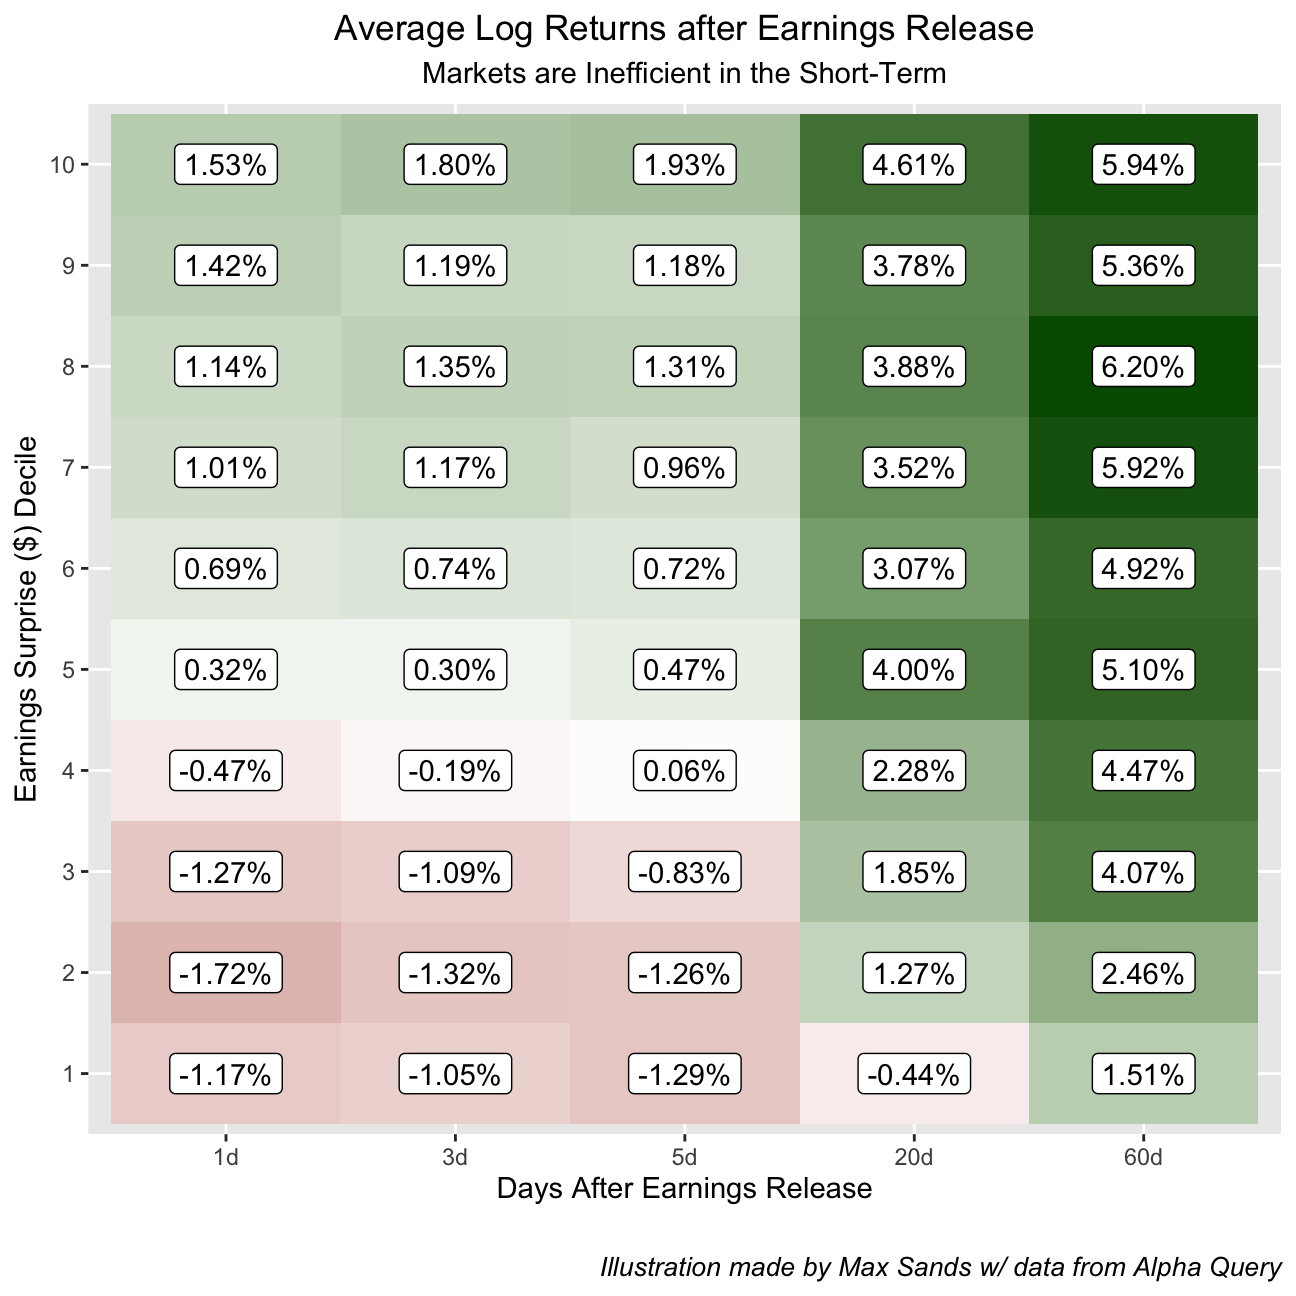 Average Log Returns after Earnings Release
Markets are Inefficient in the Short-Term
Earnings Surprise ($) Decile
10 1.53% 1.80% 1.93% 4.61% 5.94%
9 1.42% 1.19% 1.18% 3.78% 5.36%
8 1.14% 1.35% 1.31% 3.88% 6.20%
7 1.01% 1.17% 0.96% 3.52% 5.92%
6 0.69% 0.74% 0.72% 3.07% 4.92%
5 0.32% 0.30% 0.47% 4.00% 5.10%
4 -0.47% -0.19% 0.06% 2.28% 4.47%
3 -1.27% -1.09% -0.83% 1.85% 4.07%
2 -1.72% -1.32% -1.26% 1.27% 2.46%
1 -1.17% -1.05% -1.29% -0.44% 1.51%
1d 3d 5d 20d 60d
Days After Earnings Release
Illustration made by Max Sands w/ data from Alpha Query